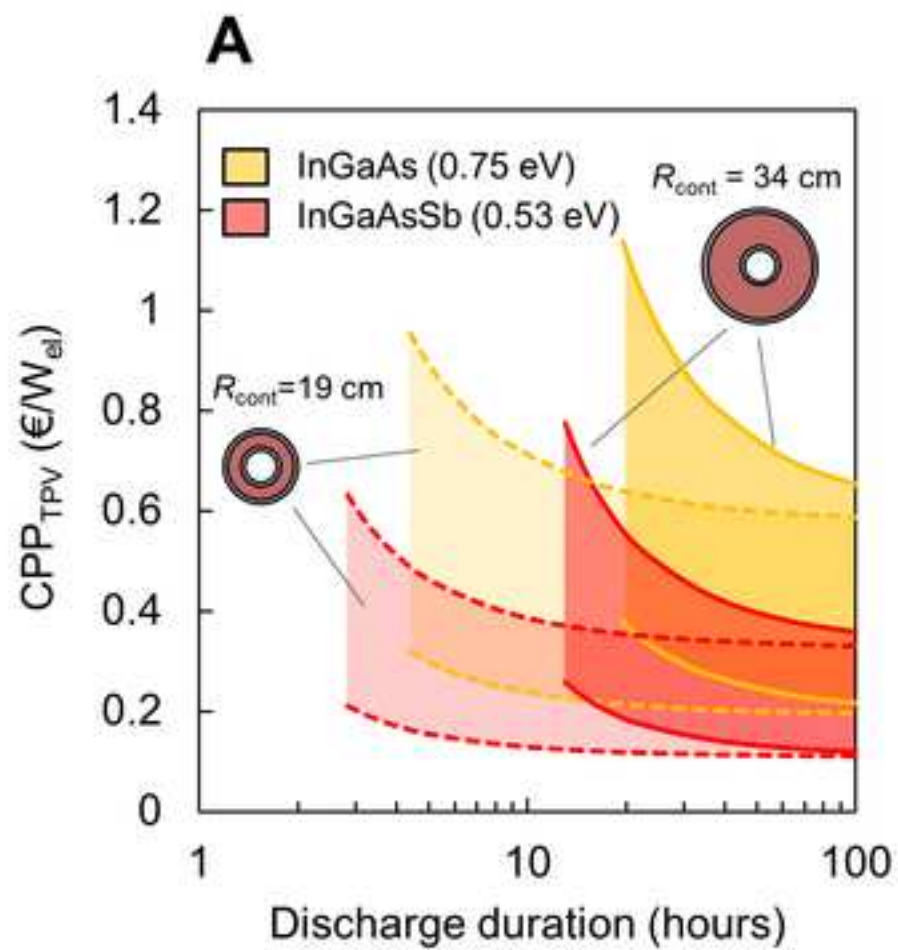 A
1.4
1.2
1
0.8
0.6
0.4
0.2
0
CPP_TPV (€/W_el)
InGaAs (0.75 eV)
InGaAsSb (0.53 eV)
R_cont = 34 cm
R_cont=19 cm
1 10 100
Discharge duration (hours)